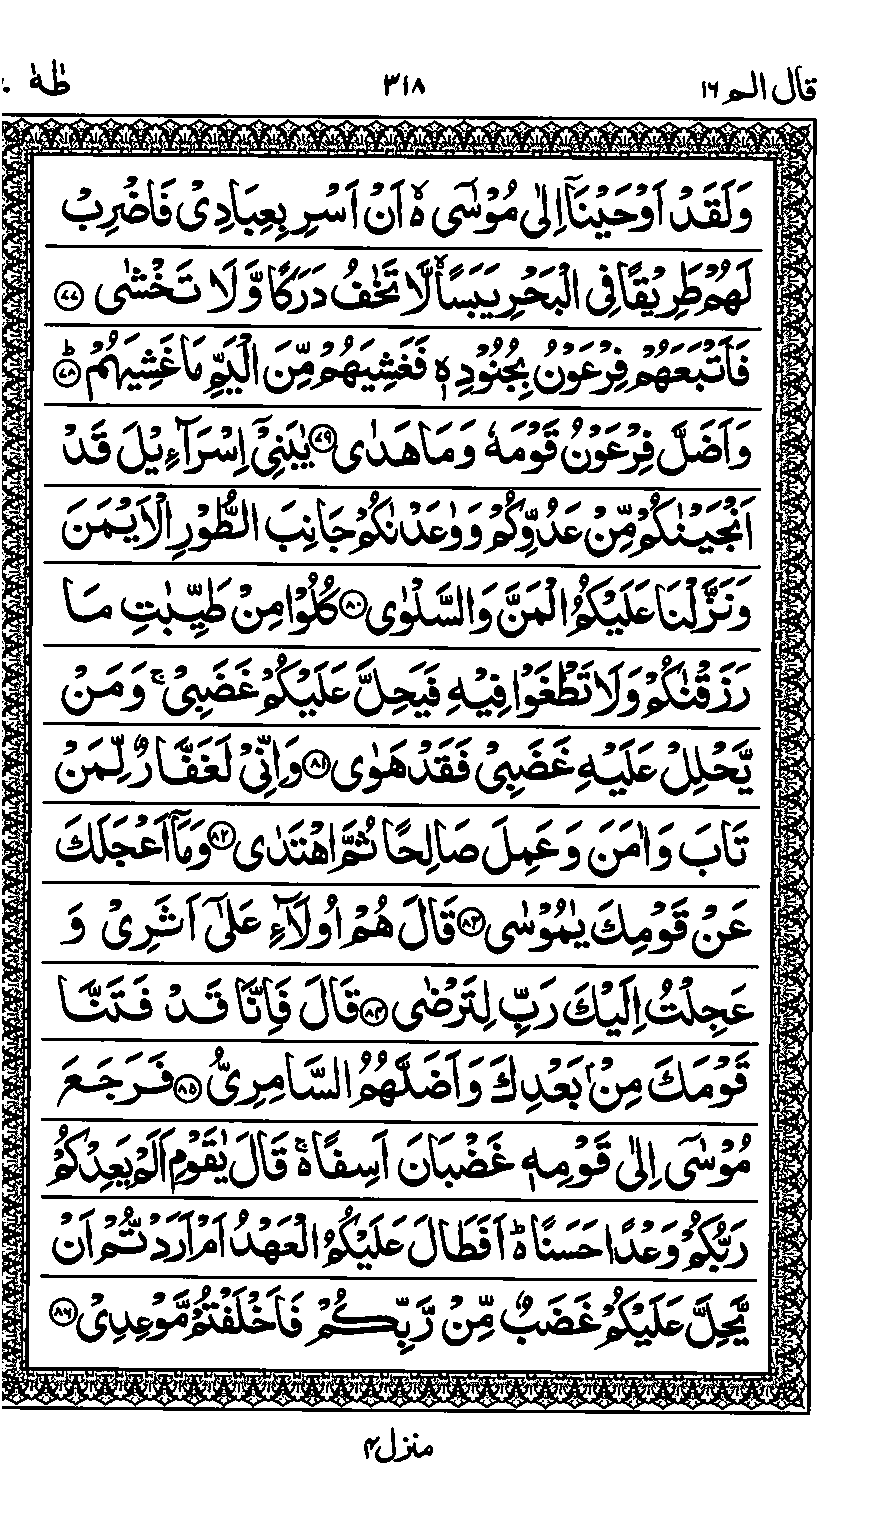 قال الم ١٦ ٣١٨ طٰهٰ
وَلَقَدْ اَوْحَيْنَاۤ اِلٰى مُوْسٰۤى ۙ۬ اَنْ اَسْرِ بِعِبَادِىْ فَاضْرِبْ
لَهُمْ طَرِيْقًا فِى الْبَحْرِ يَبَسًا ۙ لَّا تَخٰفُ دَرَكًا وَّلَا تَخْشٰى ﴿٧٧﴾
فَاَتْبَعَهُمْ فِرْعَوْنُ بِجُنُوْدِهٖ فَغَشِيَهُمْ مِّنَ الْيَمِّ مَا غَشِيَهُمْ ﴿٧٨﴾ؕ
وَاَضَلَّ فِرْعَوْنُ قَوْمَهٗ وَمَا هَدٰى ﴿٧٩﴾ يٰبَنِىْۤ اِسْرَآءِيْلَ قَدْ
اَنْجَيْنٰكُمْ مِّنْ عَدُوِّكُمْ وَوٰعَدْنٰكُمْ جَانِبَ الطُّوْرِ الْاَيْمَنَ
وَنَزَّلْنَا عَلَيْكُمُ الْمَنَّ وَالسَّلْوٰى ﴿٨٠﴾ كُلُوْا مِنْ طَيِّبٰتِ مَا
رَزَقْنٰكُمْ وَلَا تَطْغَوْا فِيْهِ فَيَحِلَّ عَلَيْكُمْ غَضَبِىْ ۚ وَمَنْ
يَّحْلِلْ عَلَيْهِ غَضَبِىْ فَقَدْ هَوٰى ﴿٨١﴾ وَاِنِّىْ لَغَفَّارٌ لِّمَنْ
تَابَ وَاٰمَنَ وَعَمِلَ صَالِحًا ثُمَّ اهْتَدٰى ﴿٨٢﴾ وَمَاۤ اَعْجَلَكَ
عَنْ قَوْمِكَ يٰمُوْسٰى ﴿٨٣﴾ قَالَ هُمْ اُولَآءِ عَلٰٓى اَثَرِىْ وَ
عَجِلْتُ اِلَيْكَ رَبِّ لِتَرْضٰى ﴿٨٤﴾ قَالَ فَاِنَّا قَدْ فَتَنَّا
قَوْمَكَ مِنْۢ بَعْدِكَ وَاَضَلَّهُمُ السَّامِرِىُّ ﴿٨٥﴾ فَرَجَعَ
مُوْسٰۤى اِلٰى قَوْمِهٖ غَضْبَانَ اَسِفًا ۚ۬ قَالَ يٰقَوْمِ اَلَمْ يَعِدْكُمْ
رَبُّكُمْ وَعْدًا حَسَنًا ؕ۬ اَفَطَالَ عَلَيْكُمُ الْعَهْدُ اَمْ اَرَدْتُّمْ اَنْ
يَّحِلَّ عَلَيْكُمْ غَضَبٌ مِّنْ رَّبِّكُمْ فَاَخْلَفْتُمْ مَّوْعِدِىْ ﴿٨٦﴾
منزل ٤